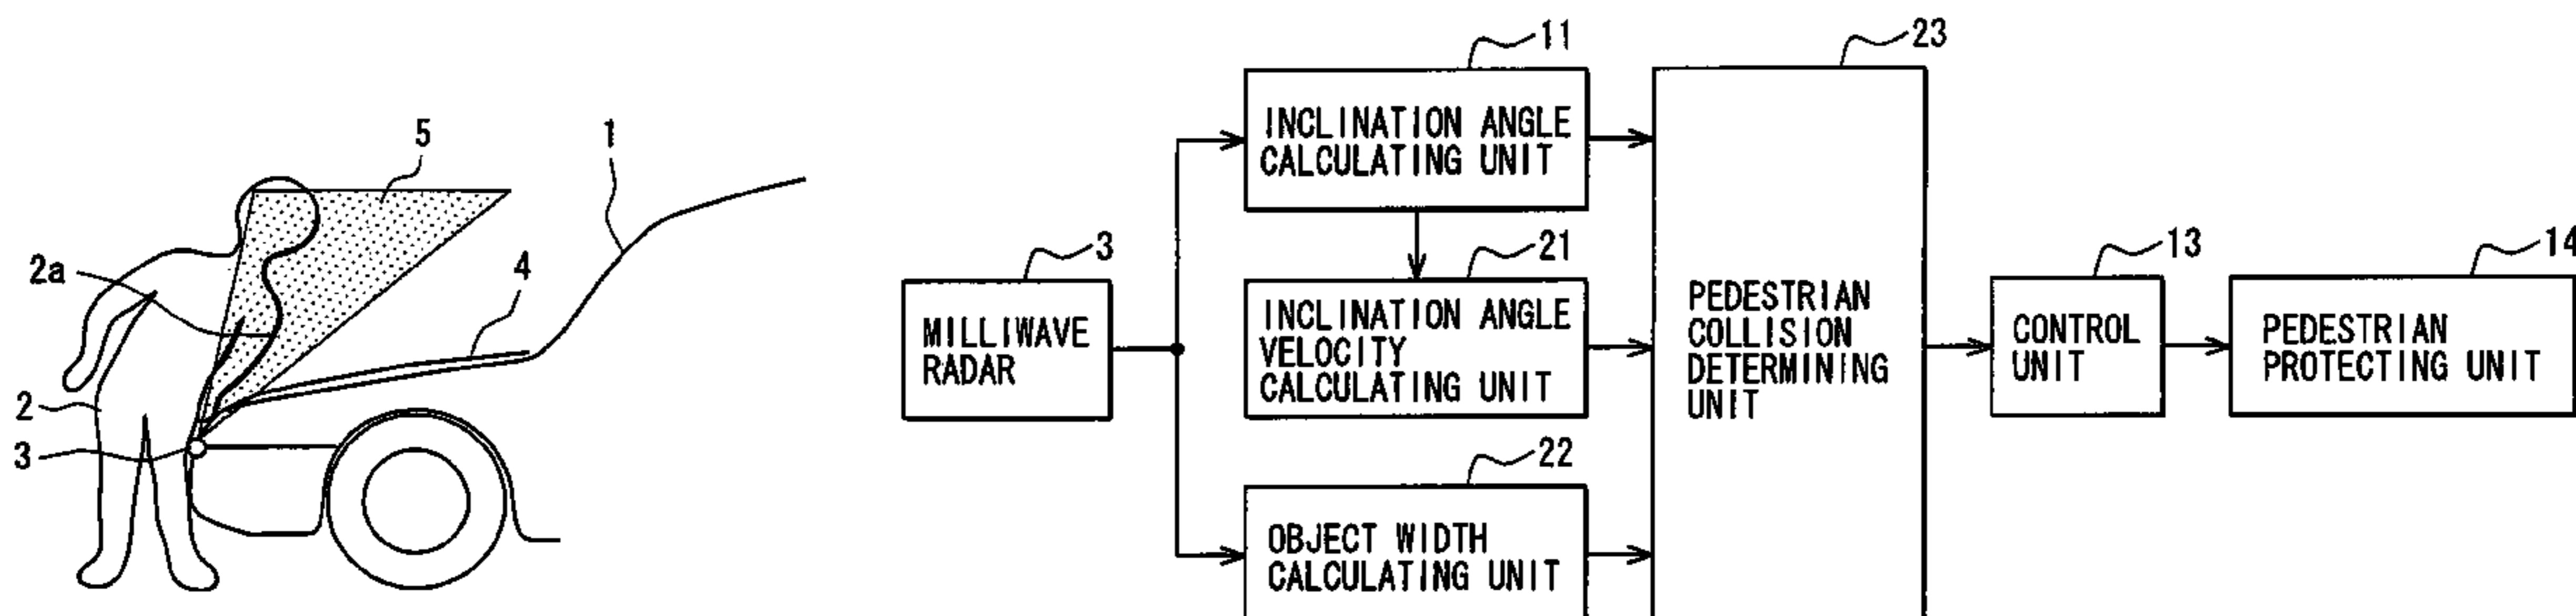 5
1
2a
4
2
3
11
INCLINATION ANGLE
CALCULATING UNIT
23
3
MILLIWAVE
RADAR
21
INCLINATION ANGLE
VELOCITY
CALCULATING UNIT
22
OBJECT WIDTH
CALCULATING UNIT
PEDESTRIAN
COLLISION
DETERMINING
UNIT
13
CONTROL
UNIT
14
PEDESTRIAN
PROTECTING UNIT